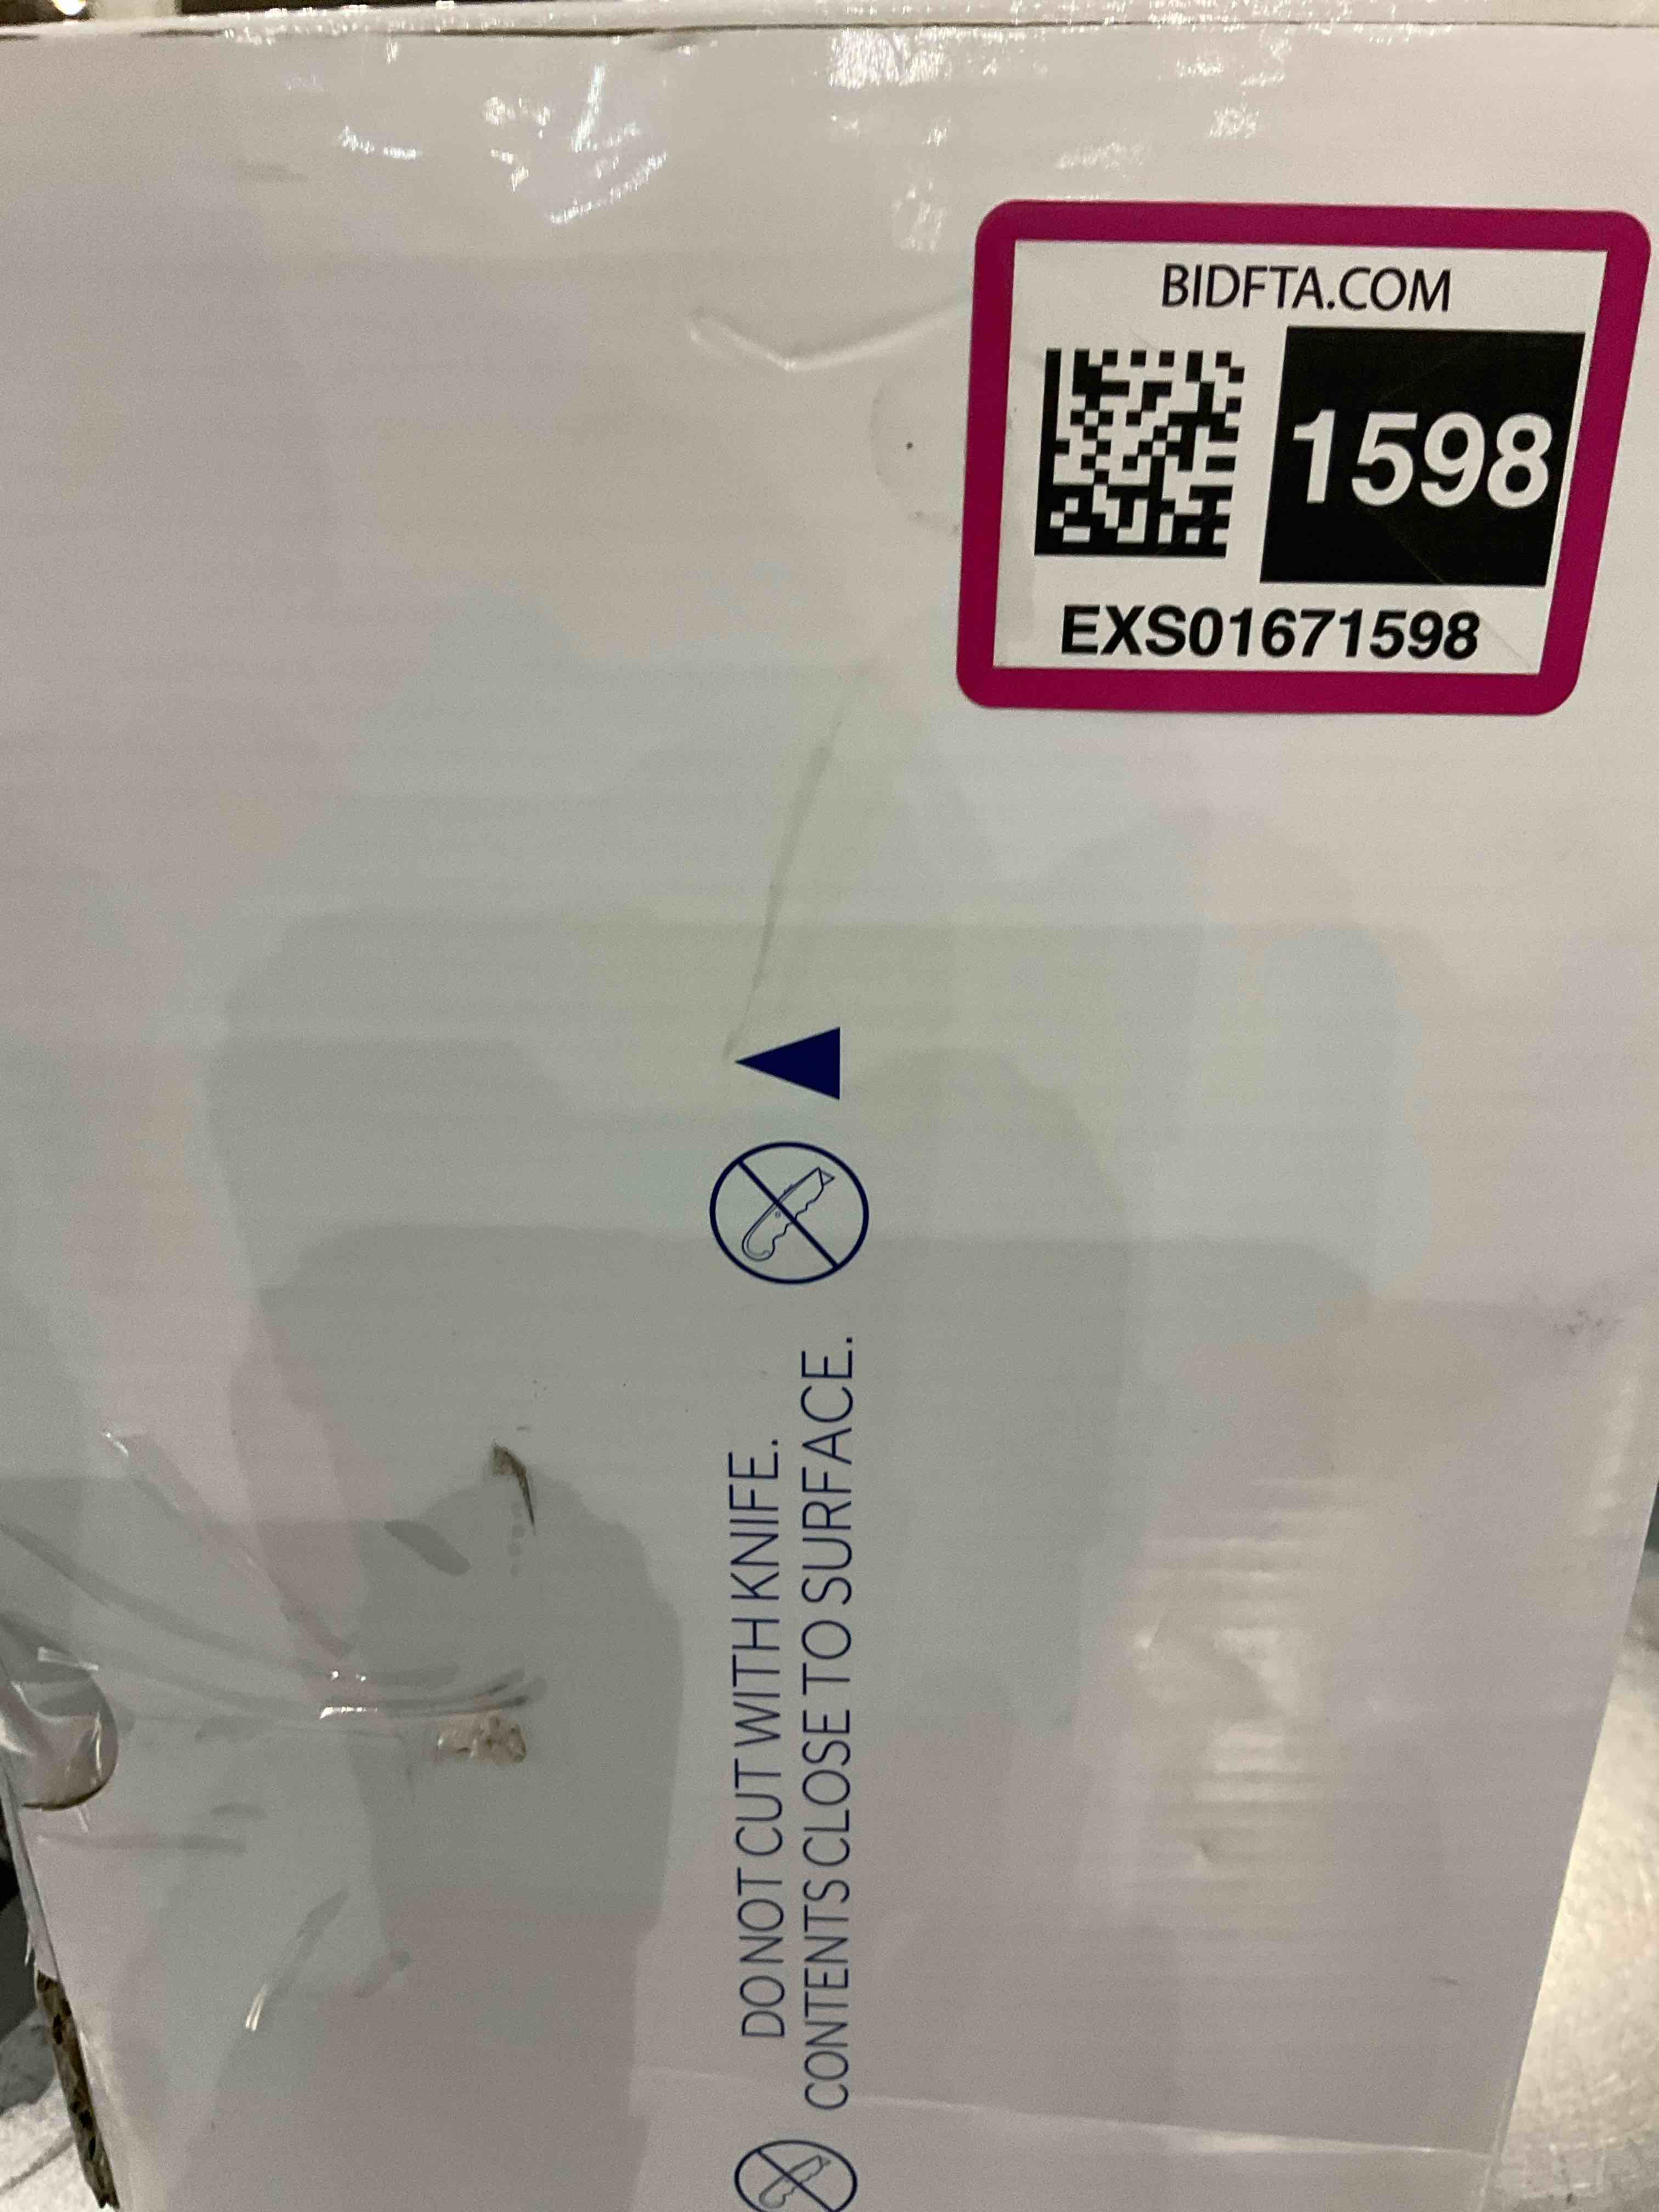 BIDFTA.COM
1598
EXS01671598
DO NOT CUT WITH KNIFE.
CONTENTS CLOSE TO SURFACE.